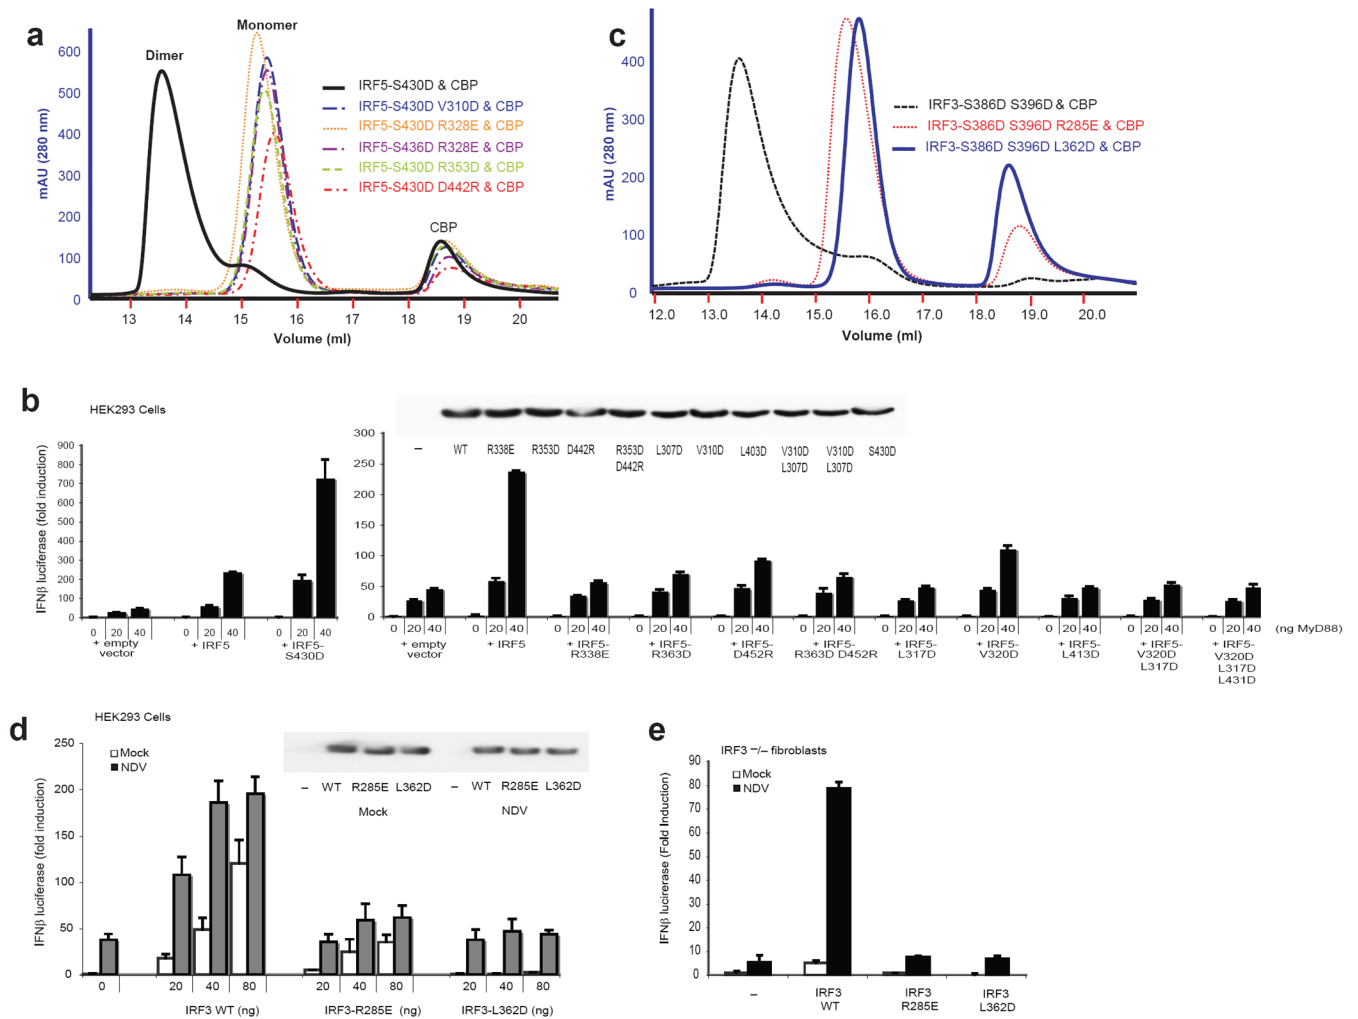 a
Dimer
Monomer
mAU (280 nm)
600
500
400
300
200
100
0
IRF5-S430D & CBP
IRF5-S430D V310D & CBP
IRF5-S430D R328E & CBP
IRF5-S436D R328E & CBP
IRF5-S430D R353D & CBP
IRF5-S430D D442R & CBP
CBP
13 14 15 16 17 18 19 20
Volume (ml)
c
mAU (280 nm)
400
300
200
100
0
IRF3-S386D S396D & CBP
IRF3-S386D S396D R285E & CBP
IRF3-S386D S396D L362D & CBP
12.0 13.0 14.0 15.0 16.0 17.0 18.0 19.0 20.0
Volume (ml)
b
HEK293 Cells
IFNβ luciferase (fold induction)
900
800
700
600
500
400
300
200
100
0
0 20 40 0 20 40 0 20 40
+ empty vector
+ IRF5
+ IRF5-S430D
300
250
200
150
100
50
0
– WT R338E R353D D442R R353D L307D V310D L403D V310D V310D S430D
D442R L307D L307D
0 20 40 0 20 40 0 20 40 0 20 40 0 20 40 0 20 40 0 20 40 0 20 40 0 20 40 0 20 40 0 20 40
(ng MyD88)
+ empty vector
+ IRF5
+ IRF5-R338E
+ IRF5-R363D
+ IRF5-D452R
+ IRF5-R363D D452R
+ IRF5-L317D
+ IRF5-V320D
+ IRF5-L413D
+ IRF5-V320D L317D
+ IRF5-V320D L317D L431D
d
HEK293 Cells
IFNβ luciferase (fold induction)
250
200
150
100
50
0
Mock
NDV
– WT R285E L362D – WT R285E L362D
Mock NDV
0 20 40 80 20 40 80 20 40 80
IRF3 WT (ng) IRF3-R285E (ng) IRF3-L362D (ng)
e
IRF3 –/– fibroblasts
IFNβ lucirerase (Fold Induction)
90
80
70
60
50
40
30
20
10
0
Mock
NDV
– IRF3 IRF3 IRF3
WT R285E L362D